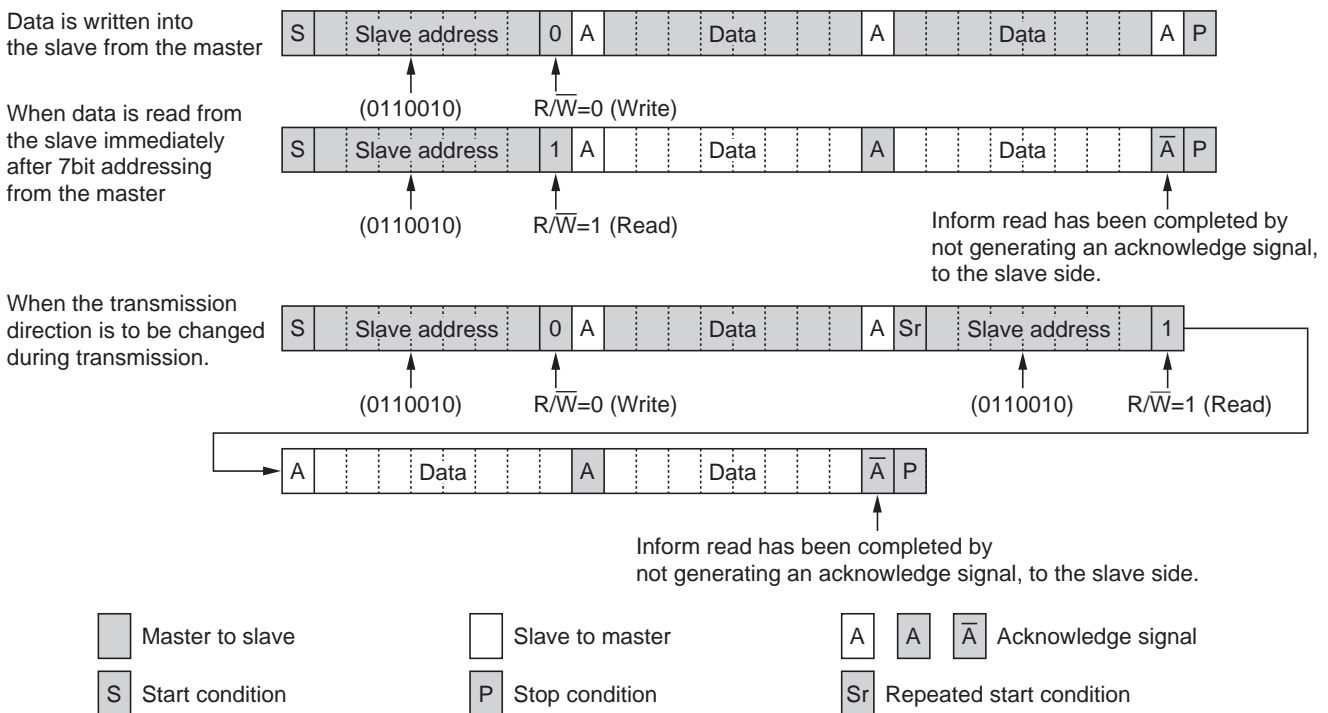 Data is written into
the slave from the master
S Slave address 0 A Data A Data A P
(0110010) R/W̅=0 (Write)
When data is read from
the slave immediately
after 7bit addressing
from the master
S Slave address 1 A Data A Data A̅ P
(0110010) R/W̅=1 (Read)
Inform read has been completed by
not generating an acknowledge signal,
to the slave side.
When the transmission
direction is to be changed
during transmission.
S Slave address 0 A Data A Sr Slave address 1
(0110010) R/W̅=0 (Write) (0110010) R/W̅=1 (Read)
A Data A Data A̅ P
Inform read has been completed by
not generating an acknowledge signal, to the slave side.
Master to slave Slave to master A A A̅ Acknowledge signal
S Start condition P Stop condition Sr Repeated start condition